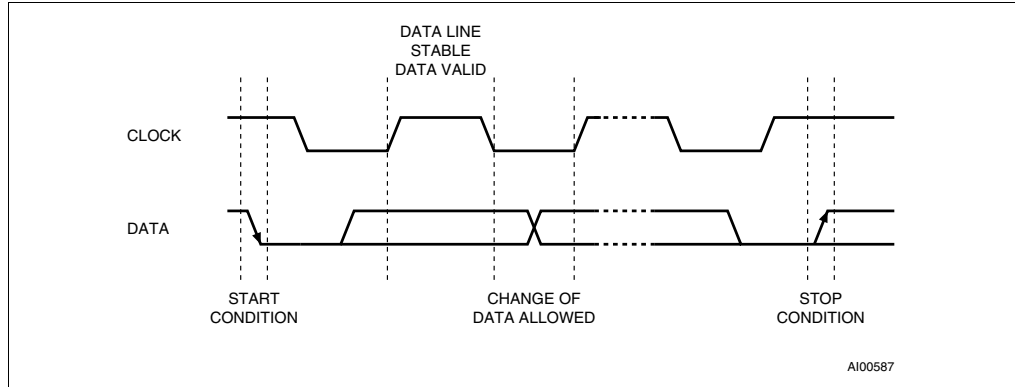 DATA LINE
STABLE
DATA VALID
CLOCK
DATA
START
CONDITION
CHANGE OF
DATA ALLOWED
STOP
CONDITION
AI00587